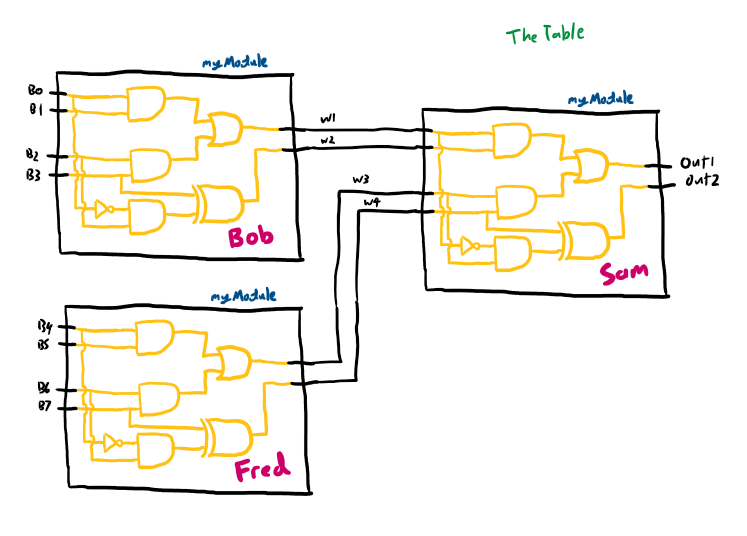 The Table
myModule
B0
B1
B2
B3
Bob
W1
W2
W3
W4
myModule
Out1
Out2
Sam
myModule
B4
B5
B6
B7
Fred